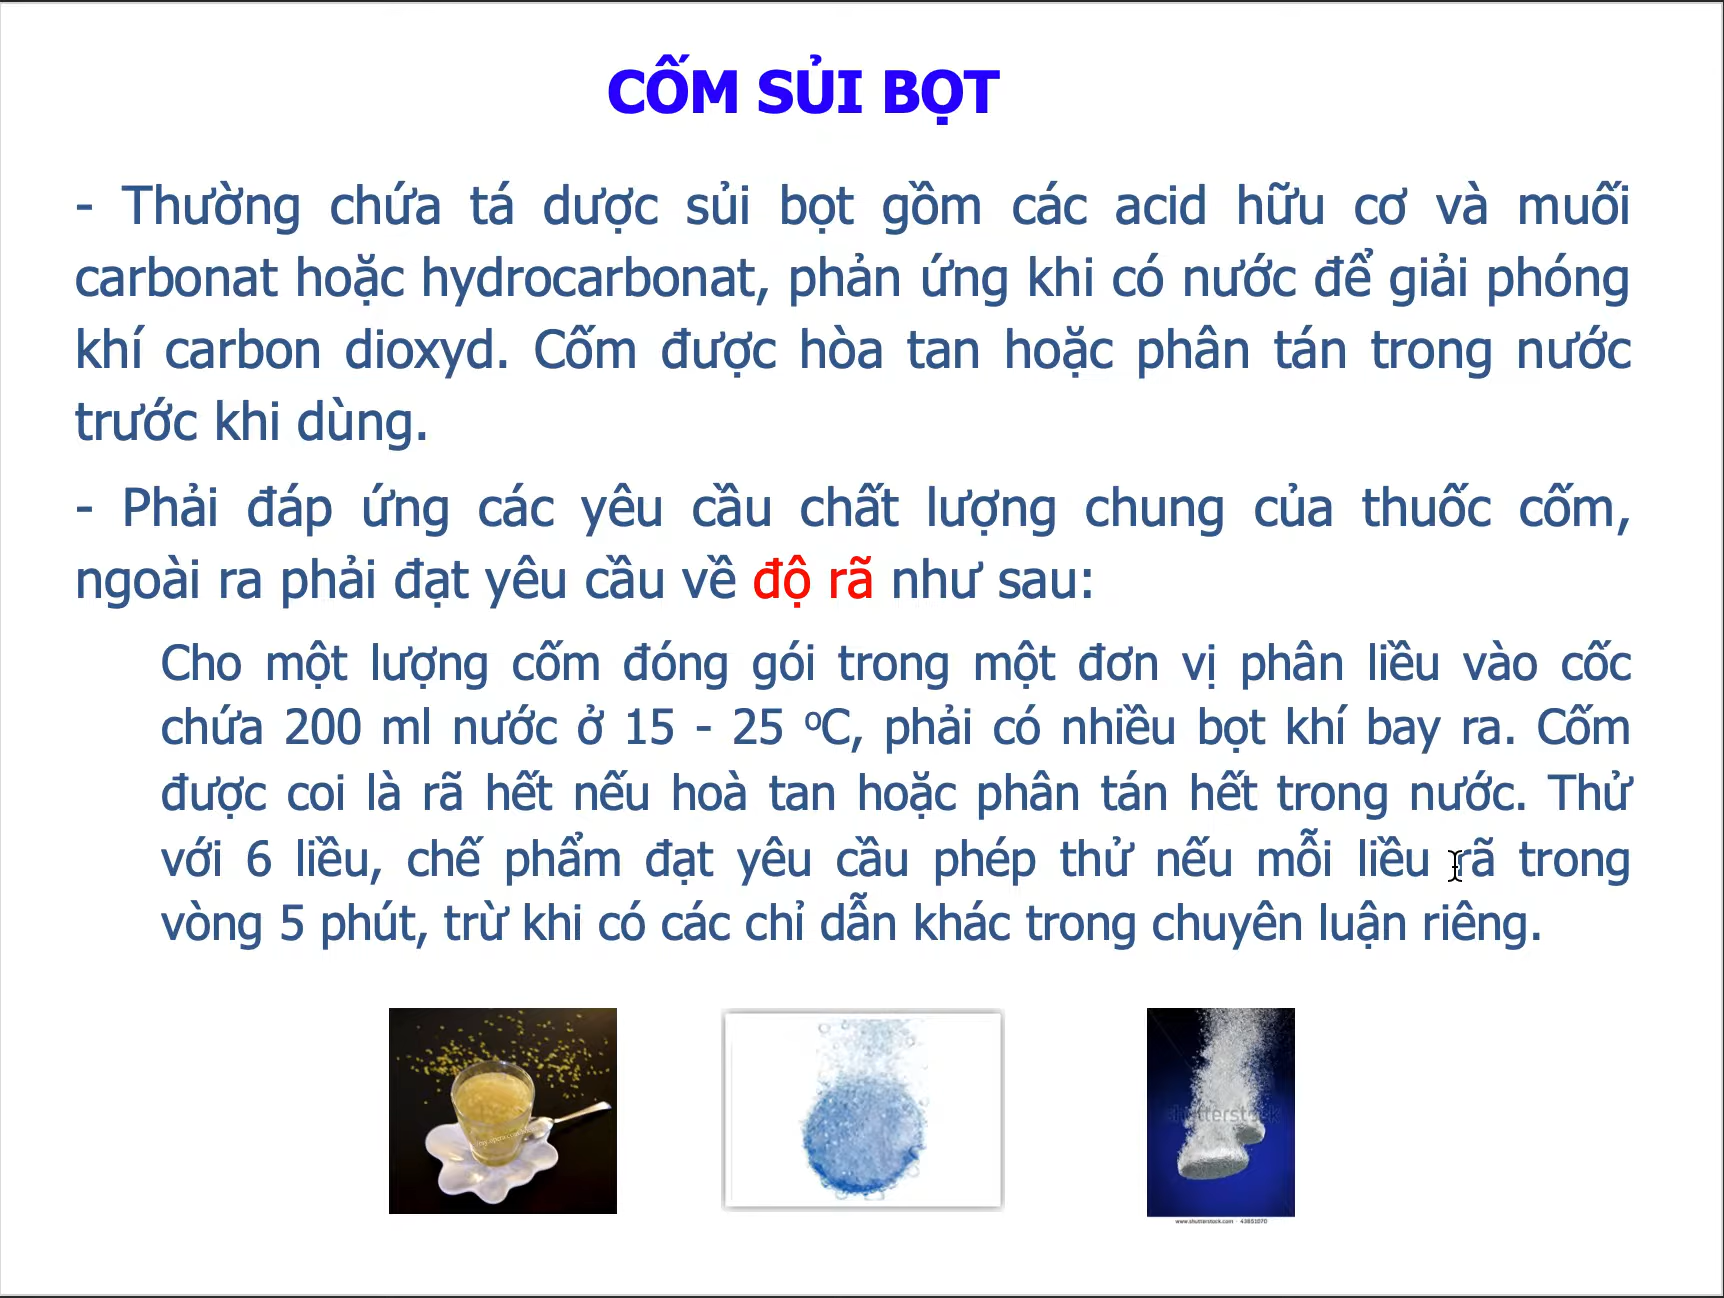 CỐM SỦI BỌT
- Thường chứa tá dược sủi bọt gồm các acid hữu cơ và muối
carbonat hoặc hydrocarbonat, phản ứng khi có nước để giải phóng
khí carbon dioxyd. Cốm được hòa tan hoặc phân tán trong nước
trước khi dùng.
- Phải đáp ứng các yêu cầu chất lượng chung của thuốc cốm,
ngoài ra phải đạt yêu cầu về độ rã như sau:
Cho một lượng cốm đóng gói trong một đơn vị phân liều vào cốc
chứa 200 ml nước ở 15 - 25 ºC, phải có nhiều bọt khí bay ra. Cốm
được coi là rã hết nếu hoà tan hoặc phân tán hết trong nước. Thử
với 6 liều, chế phẩm đạt yêu cầu phép thử nếu mỗi liều rã trong
vòng 5 phút, trừ khi có các chỉ dẫn khác trong chuyên luận riêng.
shutterstock
www.shutterstock.com · 43851070